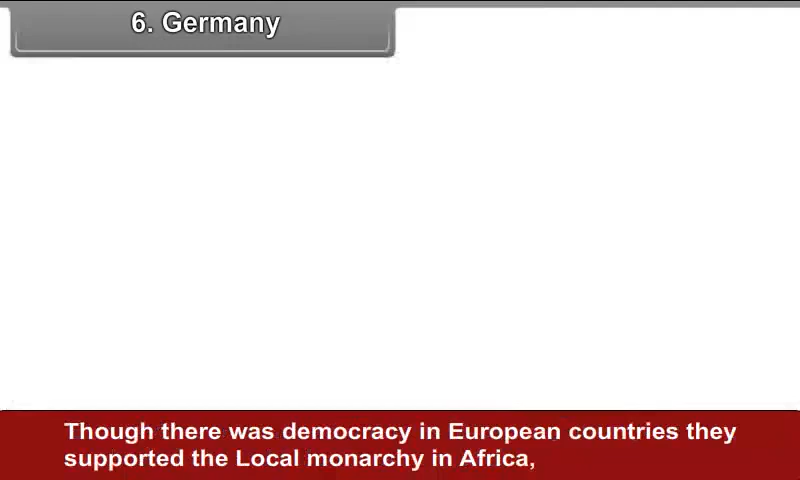 6. Germany
Though there was democracy in European countries they
supported the Local monarchy in Africa,